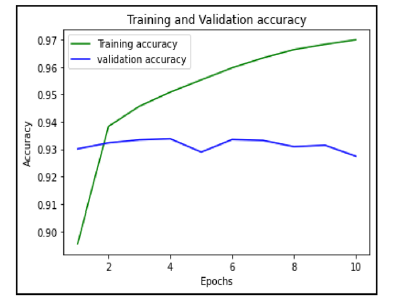 Training and Validation accuracy
Training accuracy
validation accuracy
Accuracy
0.97
0.96
0.95
0.94
0.93
0.92
0.91
0.90
2 4 6 8 10
Epochs